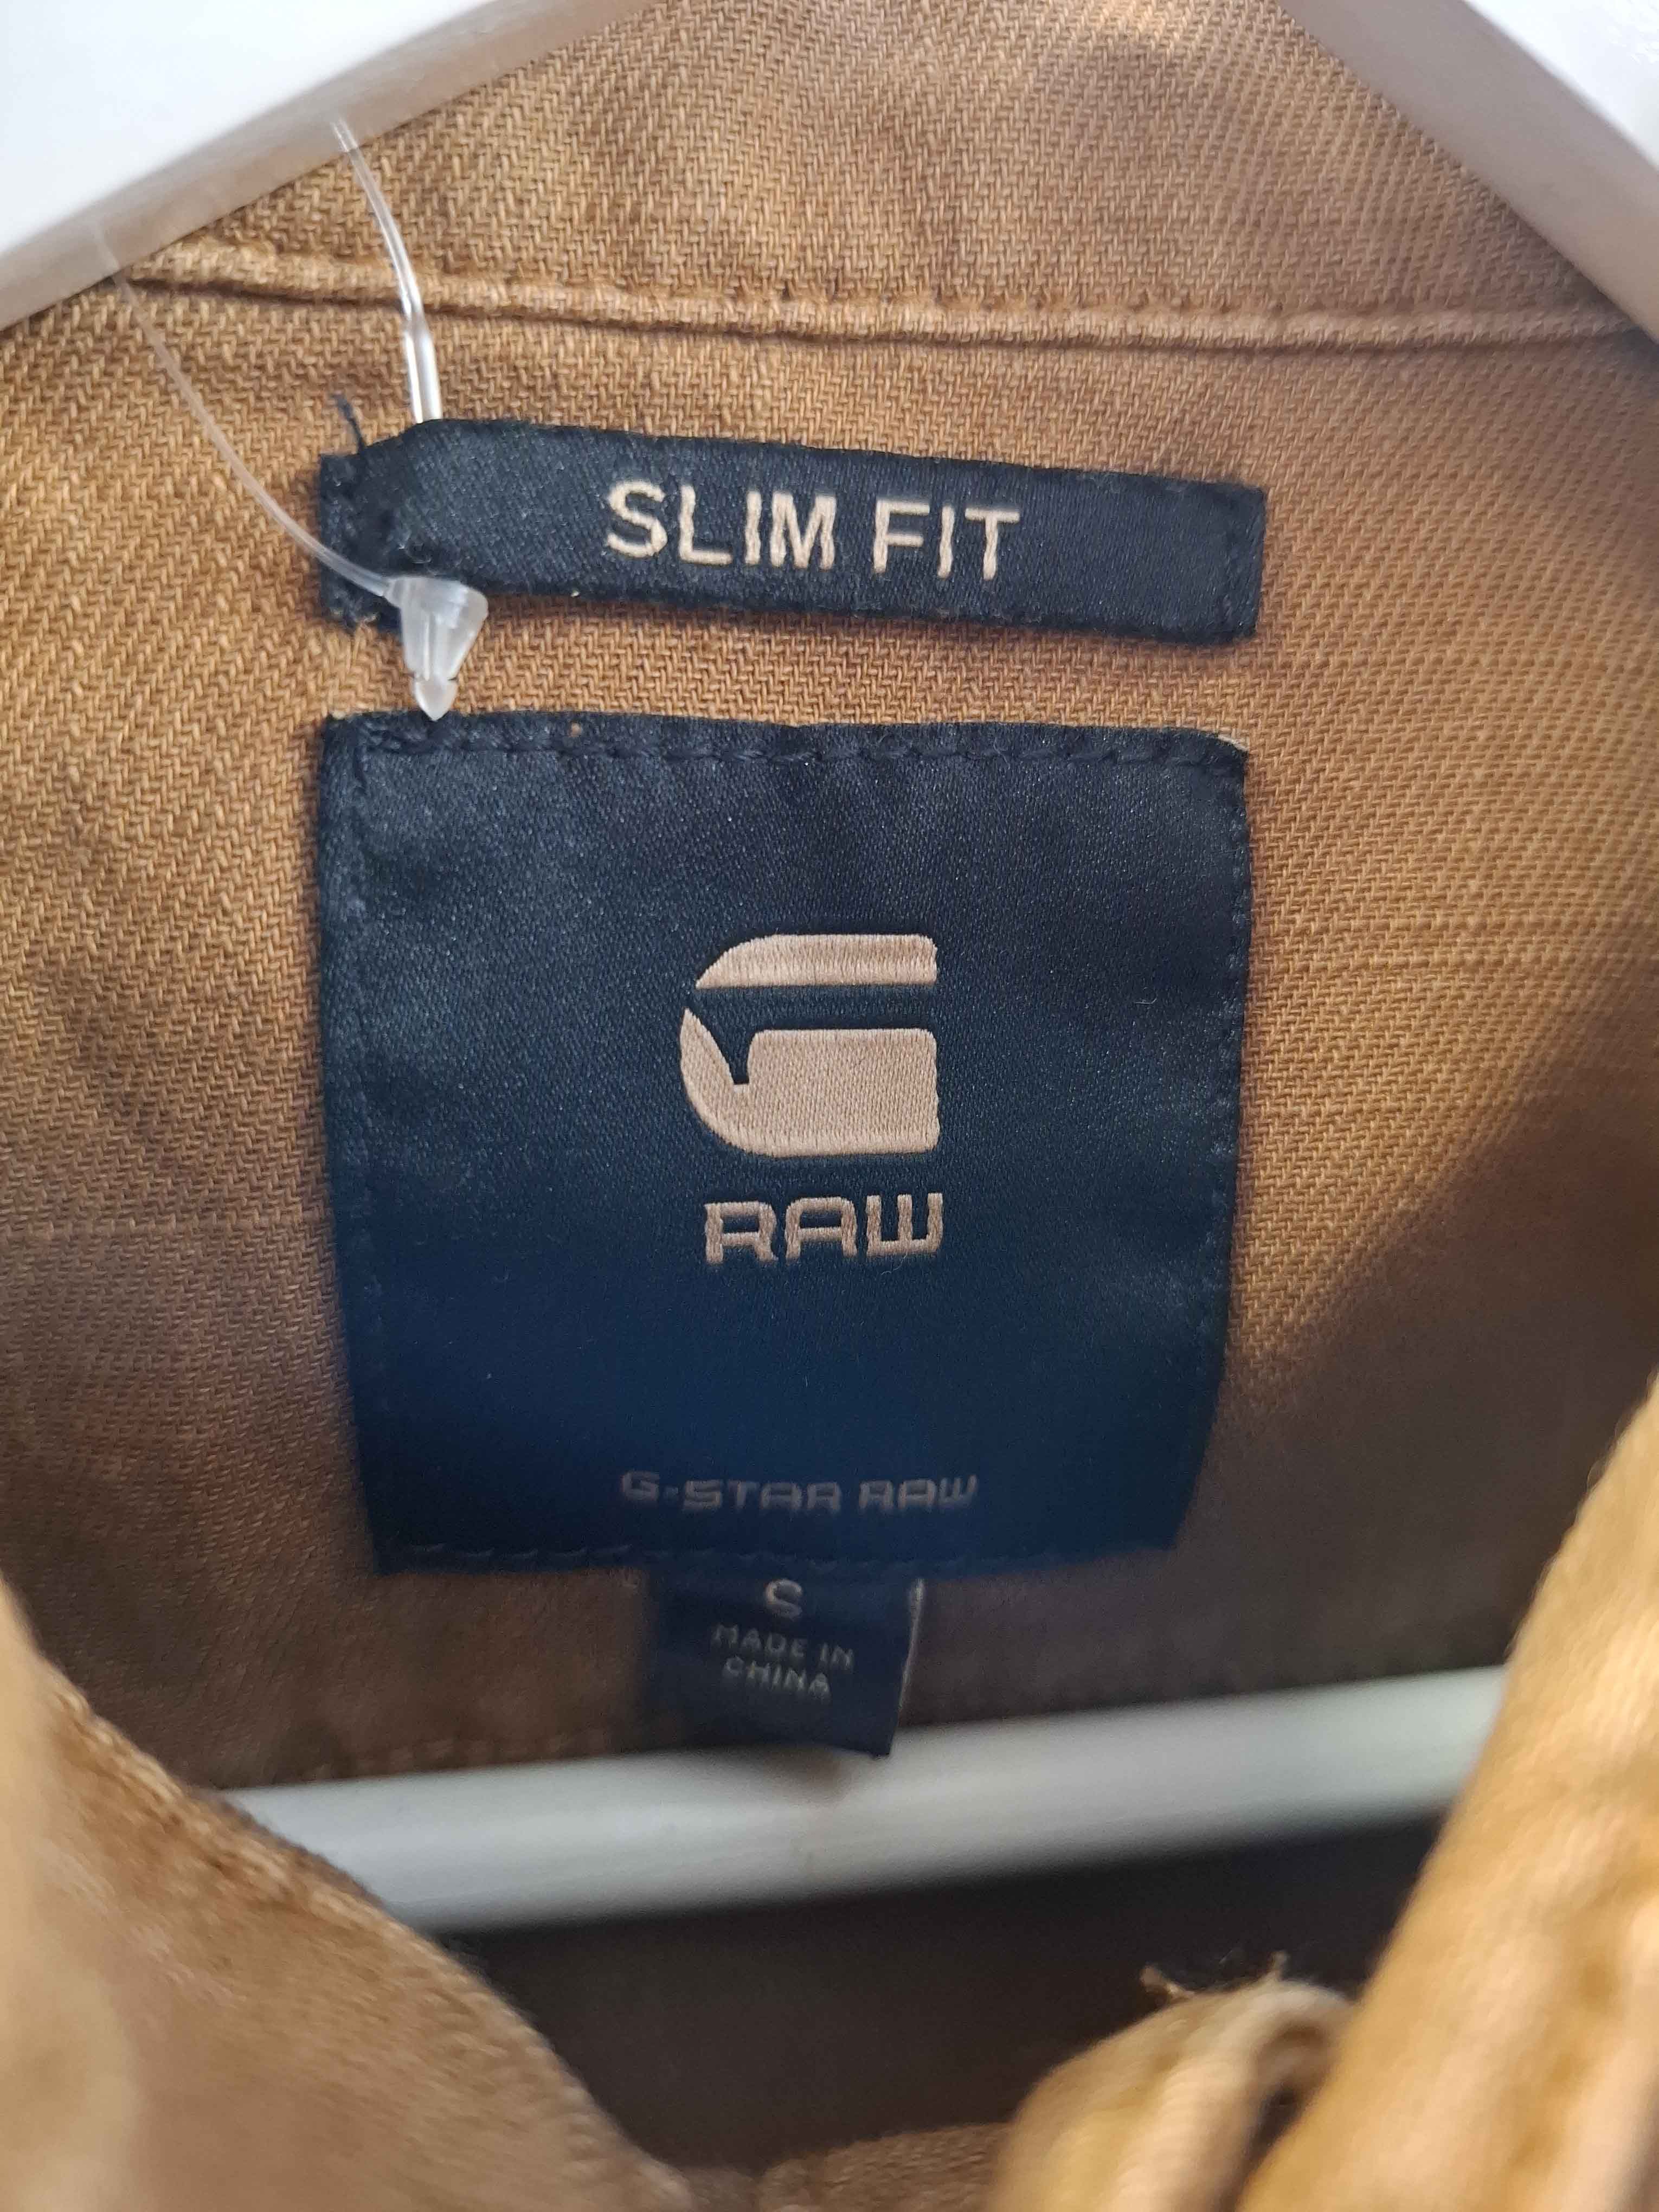 SLIM FIT
G
RAW
G-STAR RAW
S
MADE IN
CHINA